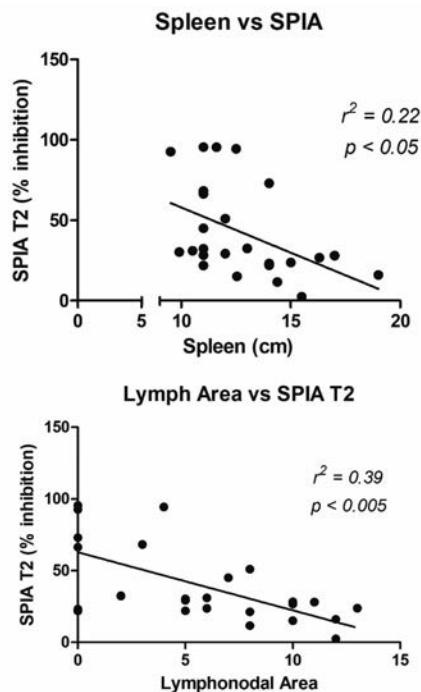 Spleen vs SPIA
r² = 0.22
p < 0.05
150
100
50
0
SPIA T2 (% inhibition)
0 5 10 15 20
Spleen (cm)
Lymph Area vs SPIA T2
r² = 0.39
p < 0.005
150
100
50
0
SPIA T2 (% inhibition)
0 5 10 15
Lymphonodal Area